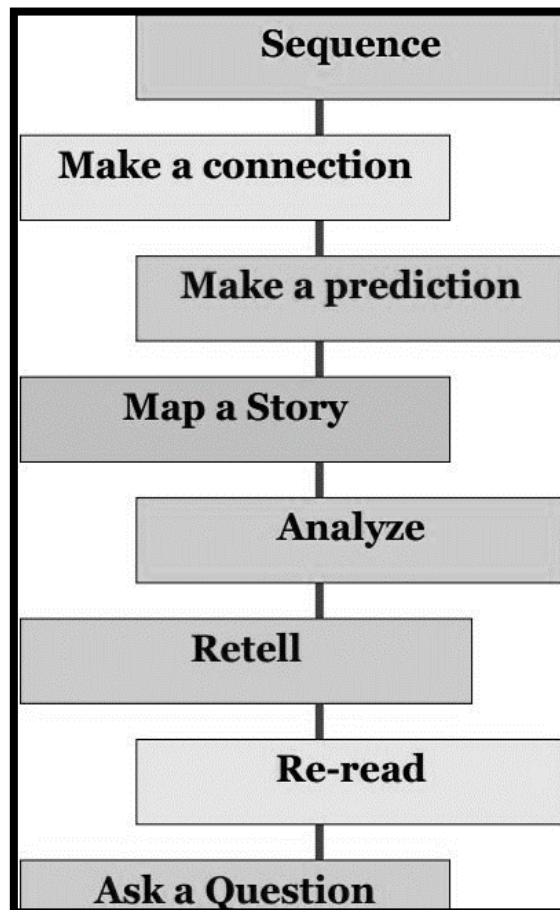 Sequence
Make a connection
Make a prediction
Map a Story
Analyze
Retell
Re-read
Ask a Question